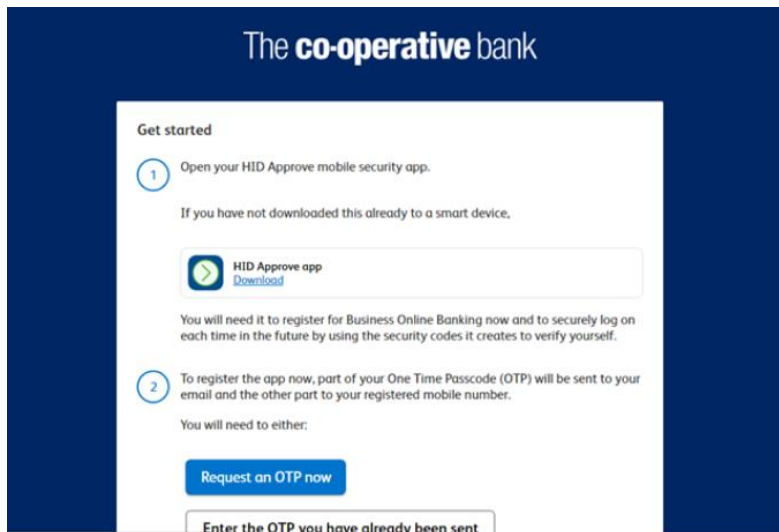 The co-operative bank
Get started
1
Open your HID Approve mobile security app.
If you have not downloaded this already to a smart device,
HID Approve app
Download
You will need it to register for Business Online Banking now and to securely log on
each time in the future by using the security codes it creates to verify yourself.
2
To register the app now, part of your One Time Passcode (OTP) will be sent to your
email and the other part to your registered mobile number.
You will need to either:
Request an OTP now
Enter the OTP you have already been sent